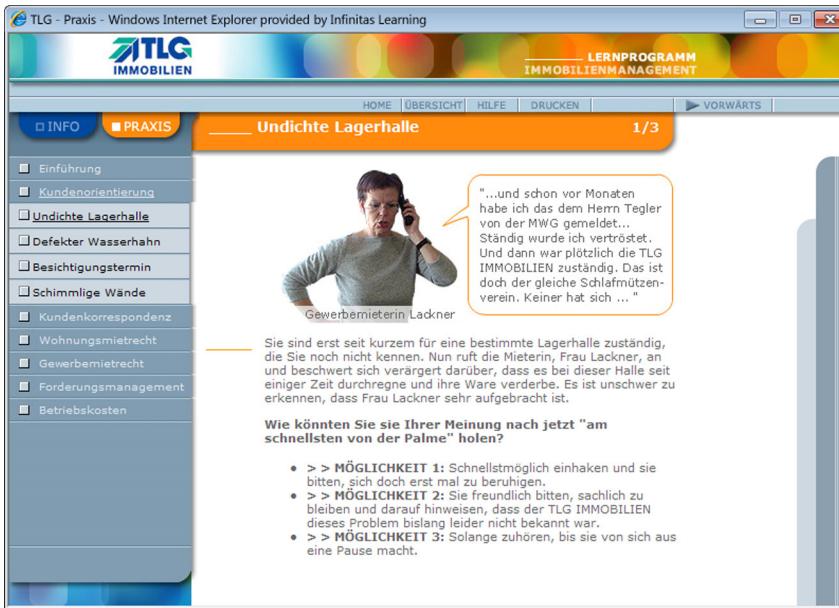 TLG - Praxis - Windows Internet Explorer provided by Infinitas Learning
TLG
IMMOBILIEN
LERNPROGRAMM
IMMOBILIENMANAGEMENT
HOME ÜBERSICHT HILFE DRUCKEN VORWÄRTS
INFO PRAXIS
Undichte Lagerhalle 1/3
Einführung
Kundenorientierung
Undichte Lagerhalle
Defekter Wasserhahn
Besichtigungstermin
Schimmlige Wände
Kundenkorrespondenz
Wohnungsmietrecht
Gewerbemietrecht
Forderungsmanagement
Betriebskosten
"...und schon vor Monaten
habe ich das dem Herrn Tegler
von der MWG gemeldet...
Ständig wurde ich vertröstet.
Und dann war plötzlich die TLG
IMMOBILIEN zuständig. Das ist
doch der gleiche Schlafmützen-
verein. Keiner hat sich ... "
Gewerbemieterin Lackner
Sie sind erst seit kurzem für eine bestimmte Lagerhalle zuständig,
die Sie noch nicht kennen. Nun ruft die Mieterin, Frau Lackner, an
und beschwert sich verärgert darüber, dass es bei dieser Halle seit
einiger Zeit durchregne und ihre Ware verderbe. Es ist unschwer zu
erkennen, dass Frau Lackner sehr aufgebracht ist.
Wie könnten Sie sie Ihrer Meinung nach jetzt "am
schnellsten von der Palme" holen?
• > > MÖGLICHKEIT 1: Schnellstmöglich einhaken und sie
bitten, sich doch erst mal zu beruhigen.
• > > MÖGLICHKEIT 2: Sie freundlich bitten, sachlich zu
bleiben und darauf hinweisen, dass der TLG IMMOBILIEN
dieses Problem bislang leider nicht bekannt war.
• > > MÖGLICHKEIT 3: Solange zuhören, bis sie von sich aus
eine Pause macht.